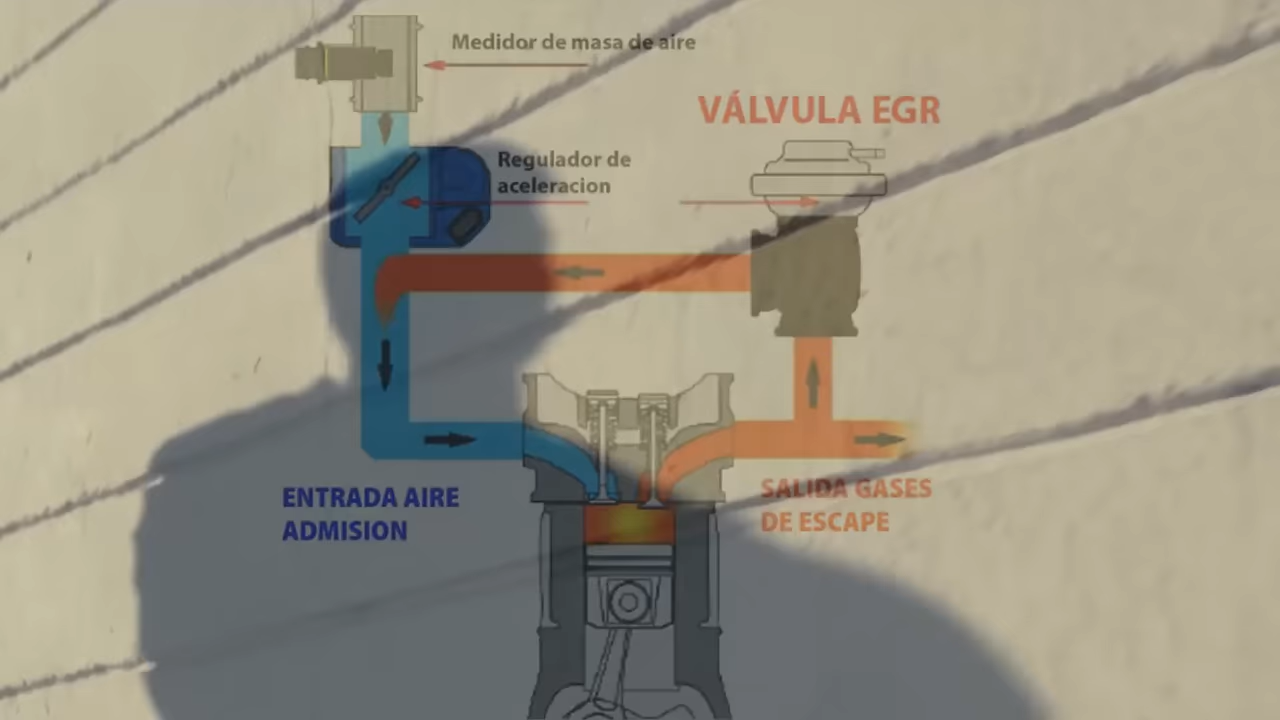 Medidor de masa de aire
VÁLVULA EGR
Regulador de
aceleracion
ENTRADA AIRE
ADMISION
SALIDA GASES
DE ESCAPE